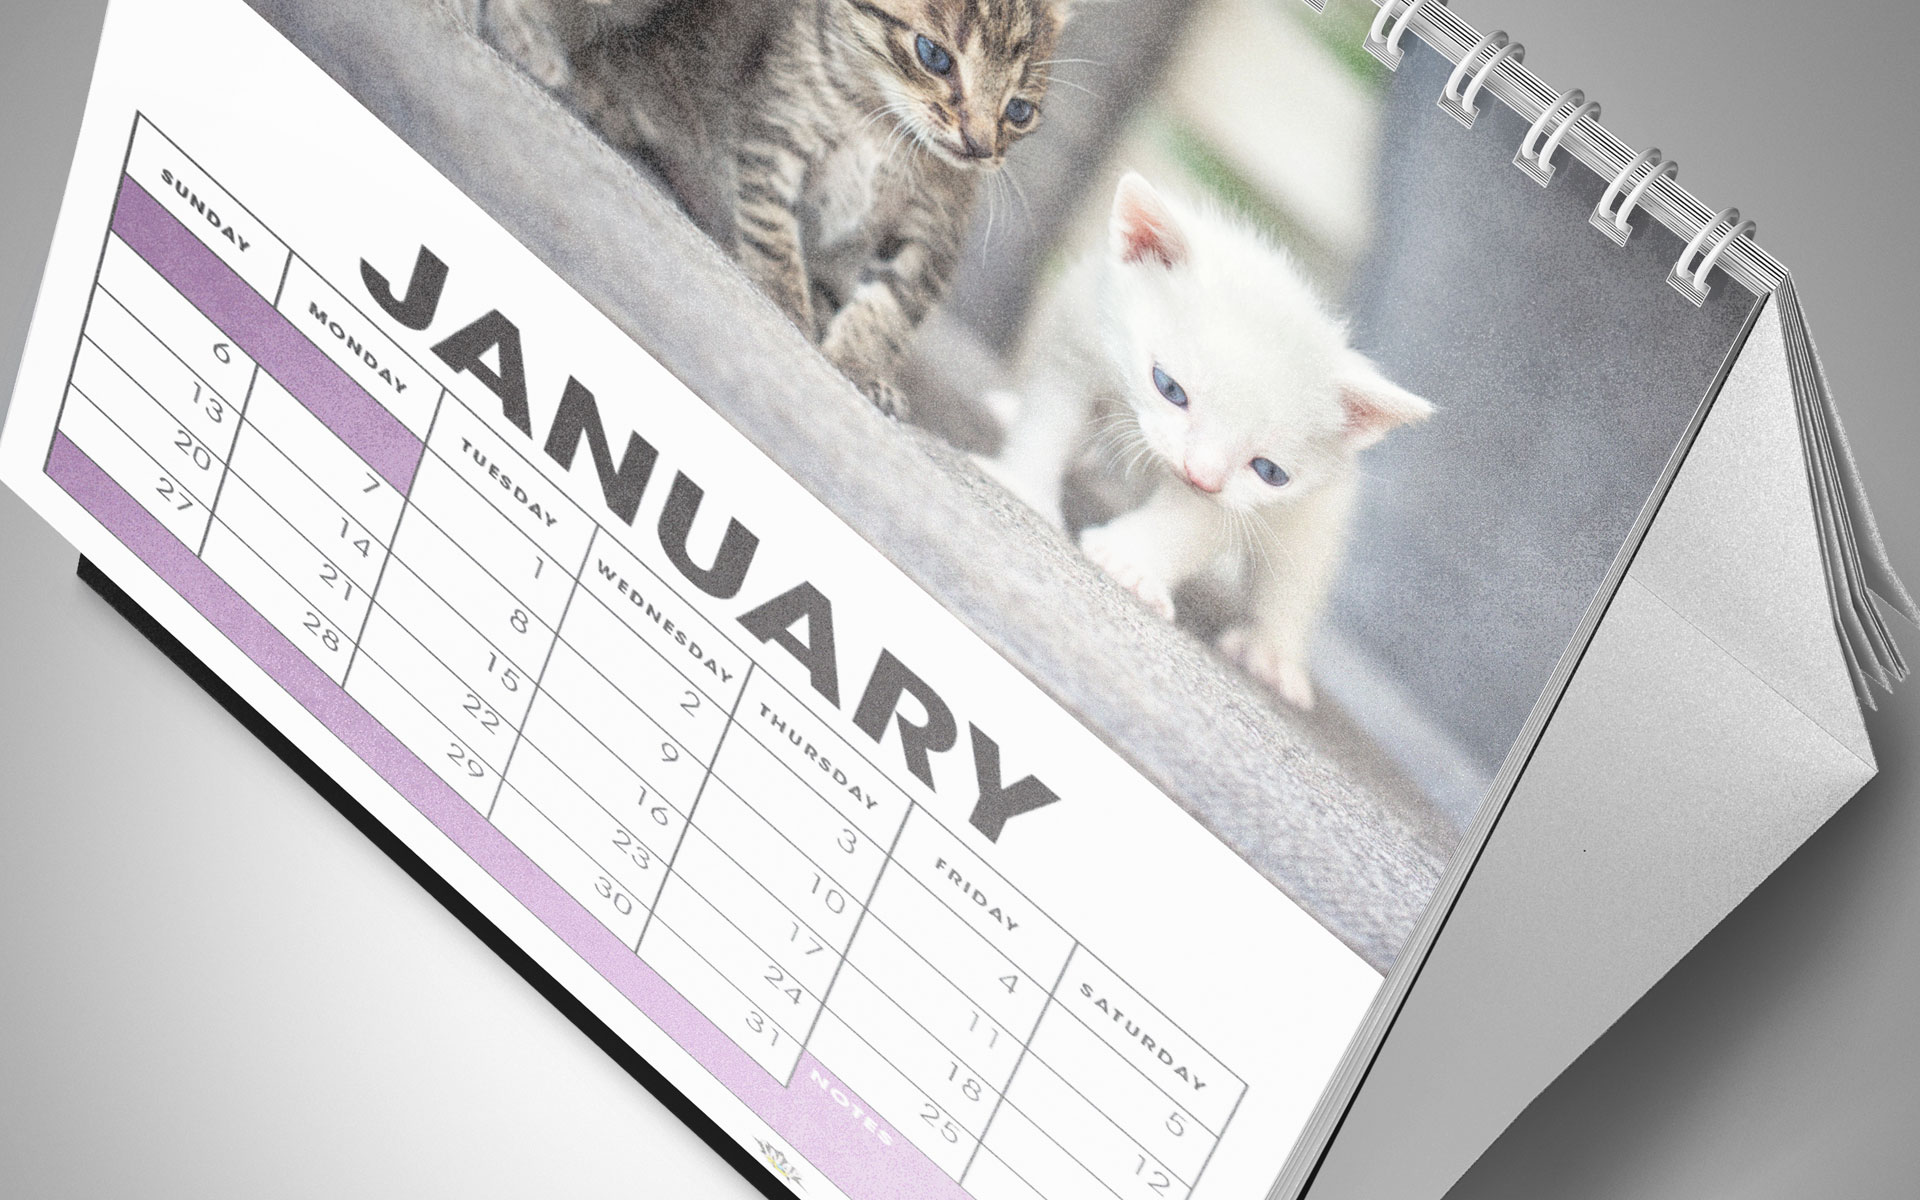 JANUARY
SUNDAY MONDAY TUESDAY WEDNESDAY THURSDAY FRIDAY SATURDAY
1 2 3 4 5
6 7 8 9 10 11 12
13 14 15 16 17 18
20 21 22 23 24 25
27 28 29 30 31 NOTES